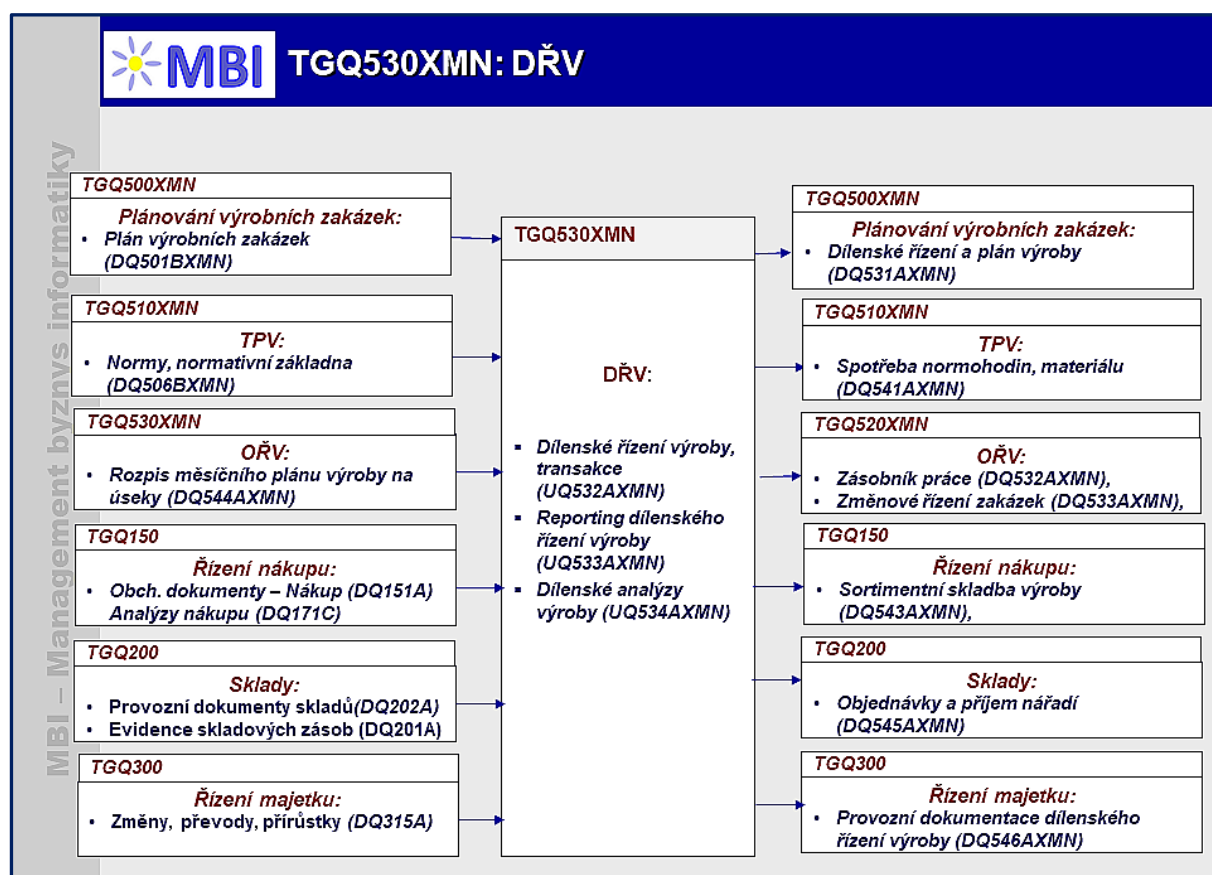 MBI
TGQ530XMN: DŘV
MBI – Management byznys informatiky
TGQ500XMN
Plánování výrobních zakázek:
• Plán výrobních zakázek
(DQ501BXMN)
TGQ510XMN
TPV:
• Normy, normativní základna
(DQ506BXMN)
TGQ530XMN
OŘV:
• Rozpis měsíčního plánu výroby na
úseky (DQ544AXMN)
TGQ150
Řízení nákupu:
• Obch. dokumenty – Nákup (DQ151A)
Analýzy nákupu (DQ171C)
TGQ200
Sklady:
• Provozní dokumenty skladů(DQ202A)
• Evidence skladových zásob (DQ201A)
TGQ300
Řízení majetku:
• Změny, převody, přírůstky (DQ315A)
TGQ530XMN
DŘV:
▪ Dílenské řízení výroby,
transakce
(UQ532AXMN)
▪ Reporting dílenského
řízení výroby
(UQ533AXMN)
▪ Dílenské analýzy
výroby (UQ534AXMN)
TGQ500XMN
Plánování výrobních zakázek:
• Dílenské řízení a plán výroby
(DQ531AXMN)
TGQ510XMN
TPV:
• Spotřeba normohodin, materiálu
(DQ541AXMN)
TGQ520XMN
OŘV:
• Zásobník práce (DQ532AXMN),
• Změnové řízení zakázek (DQ533AXMN),
TGQ150
Řízení nákupu:
• Sortimentní skladba výroby
(DQ543AXMN),
TGQ200
Sklady:
• Objednávky a příjem nářadí
(DQ545AXMN)
TGQ300
Řízení majetku:
• Provozní dokumentace dílenského
řízení výroby (DQ546AXMN)